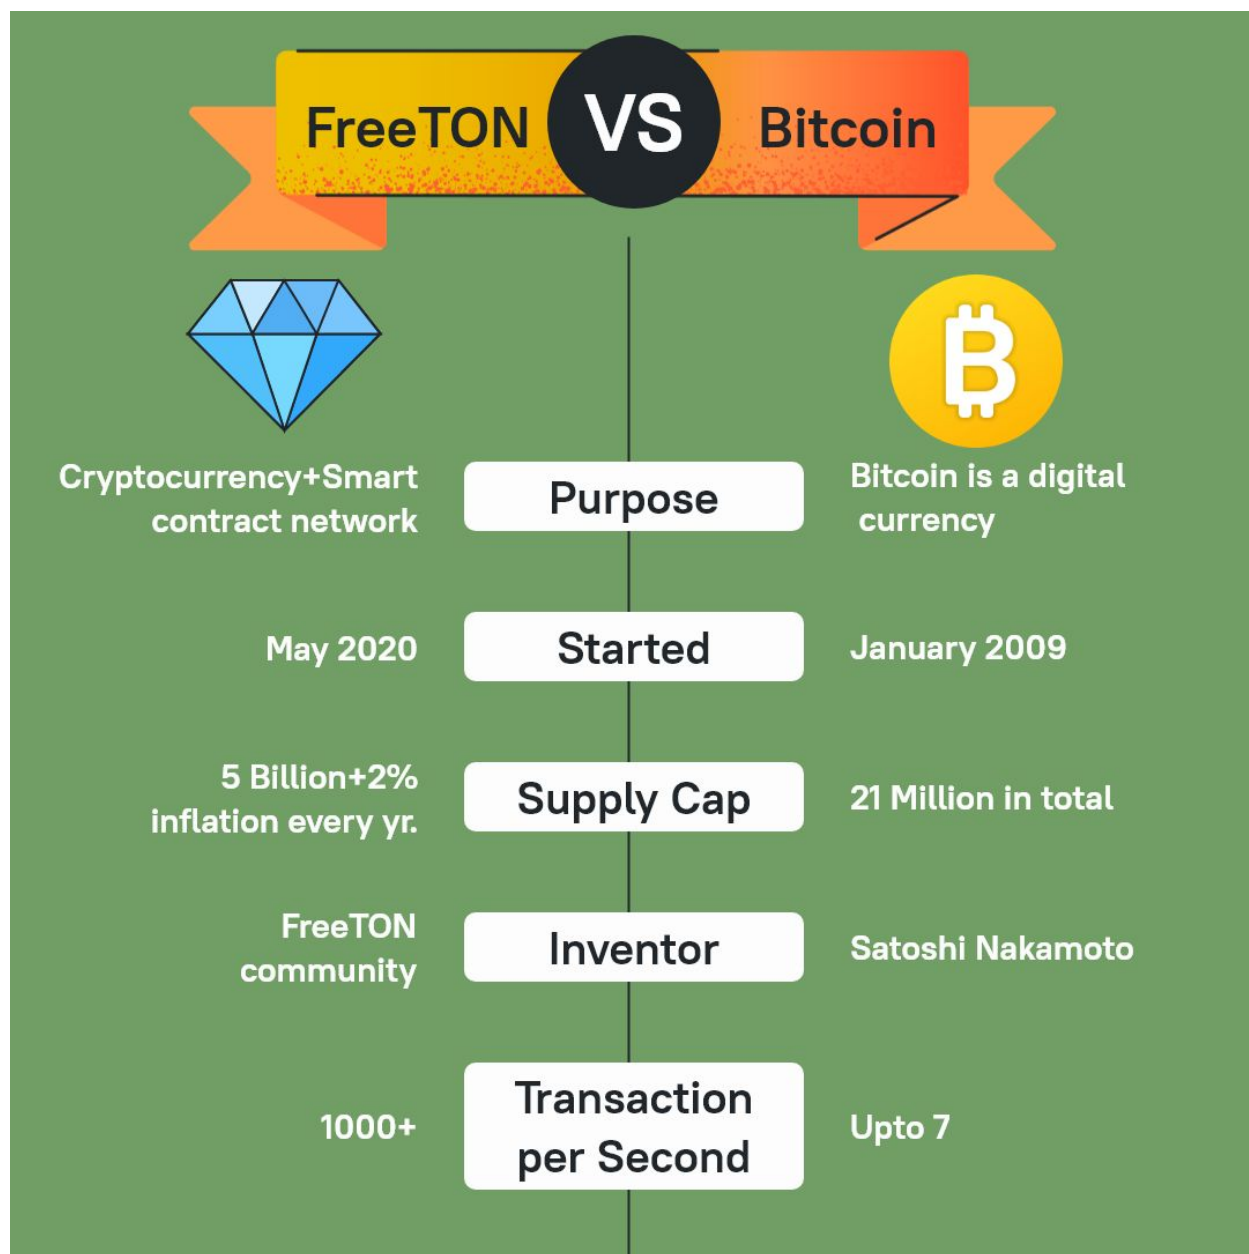 FreeTON VS Bitcoin
Cryptocurrency+Smart
contract network
Purpose
Bitcoin is a digital
currency
May 2020
Started
January 2009
5 Billion+2%
inflation every yr.
Supply Cap
21 Million in total
FreeTON
community
Inventor
Satoshi Nakamoto
1000+
Transaction
per Second
Upto 7